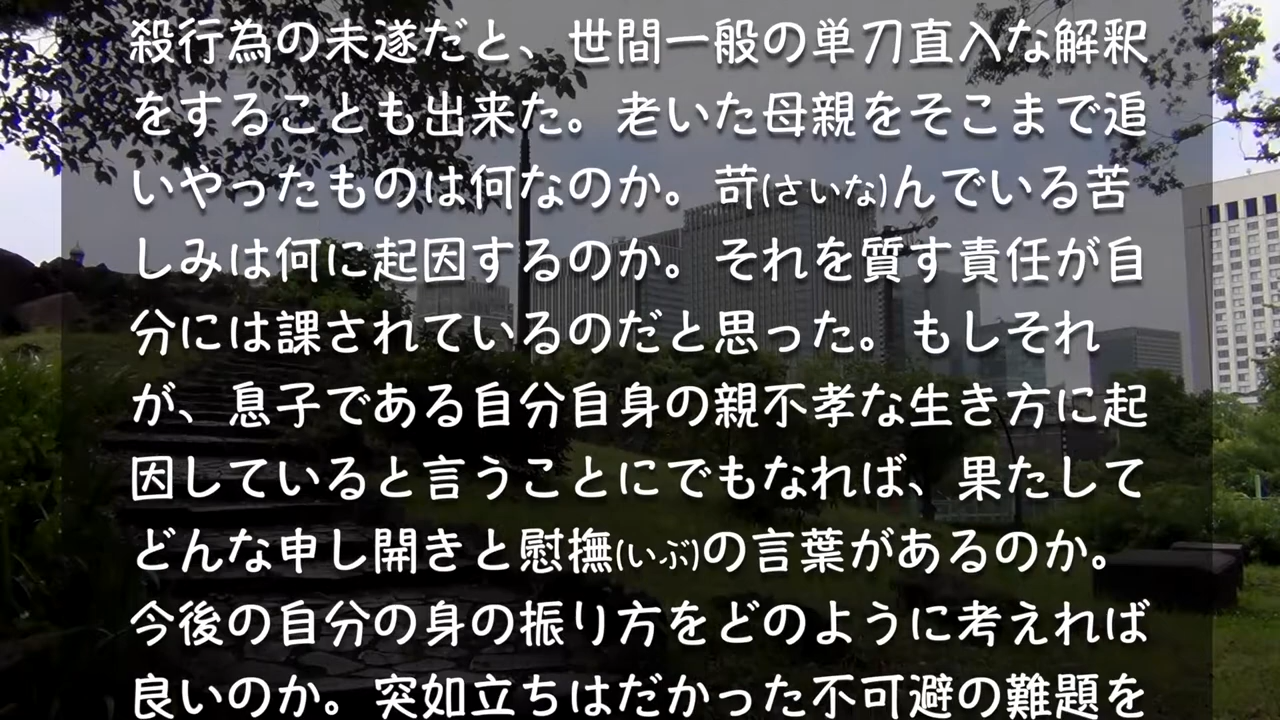 殺行為の未遂だと、世間一般の単刀直入な解釈
をすることも出来た。老いた母親をそこまで追
いやったものは何なのか。苛(さいな)んでいる苦
しみは何に起因するのか。それを質す責任が自
分には課されているのだと思った。もしそれ
が、息子である自分自身の親不孝な生き方に起
因していると言うことにでもなれば、果たして
どんな申し開きと慰撫(いぶ)の言葉があるのか。
今後の自分の身の振り方をどのように考えれば
良いのか。突如立ちはだかった不可避の難題を